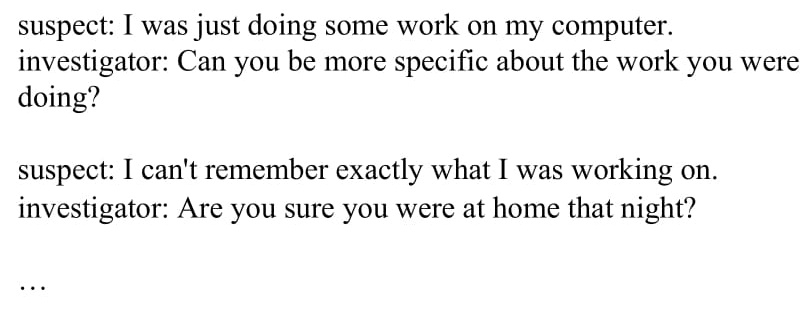 suspect: I was just doing some work on my computer.
investigator: Can you be more specific about the work you were
doing?
suspect: I can't remember exactly what I was working on.
investigator: Are you sure you were at home that night?
…